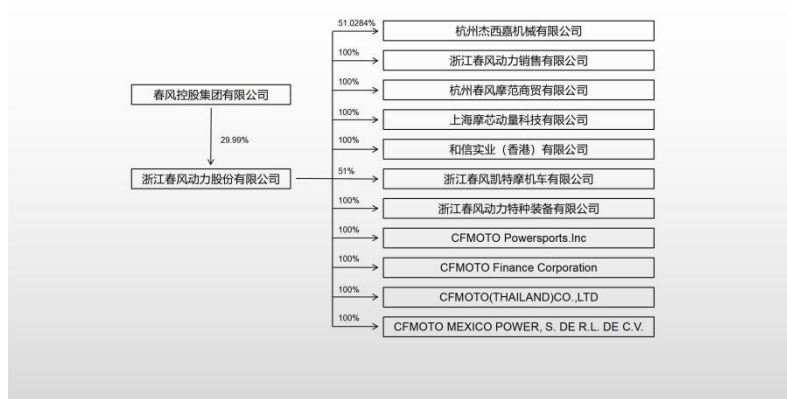 51.0284%
杭州杰西嘉机械有限公司
100%
浙江春风动力销售有限公司
春风控股集团有限公司
100%
杭州春风摩范商贸有限公司
100%
上海摩芯动量科技有限公司
29.99%
100%
和信实业（香港）有限公司
浙江春风动力股份有限公司
51%
浙江春风凯特摩机车有限公司
100%
浙江春风动力特种装备有限公司
100%
CFMOTO Powersports.Inc
100%
CFMOTO Finance Corporation
100%
CFMOTO(THAILAND)CO.,LTD
100%
CFMOTO MEXICO POWER, S. DE R.L. DE C.V.